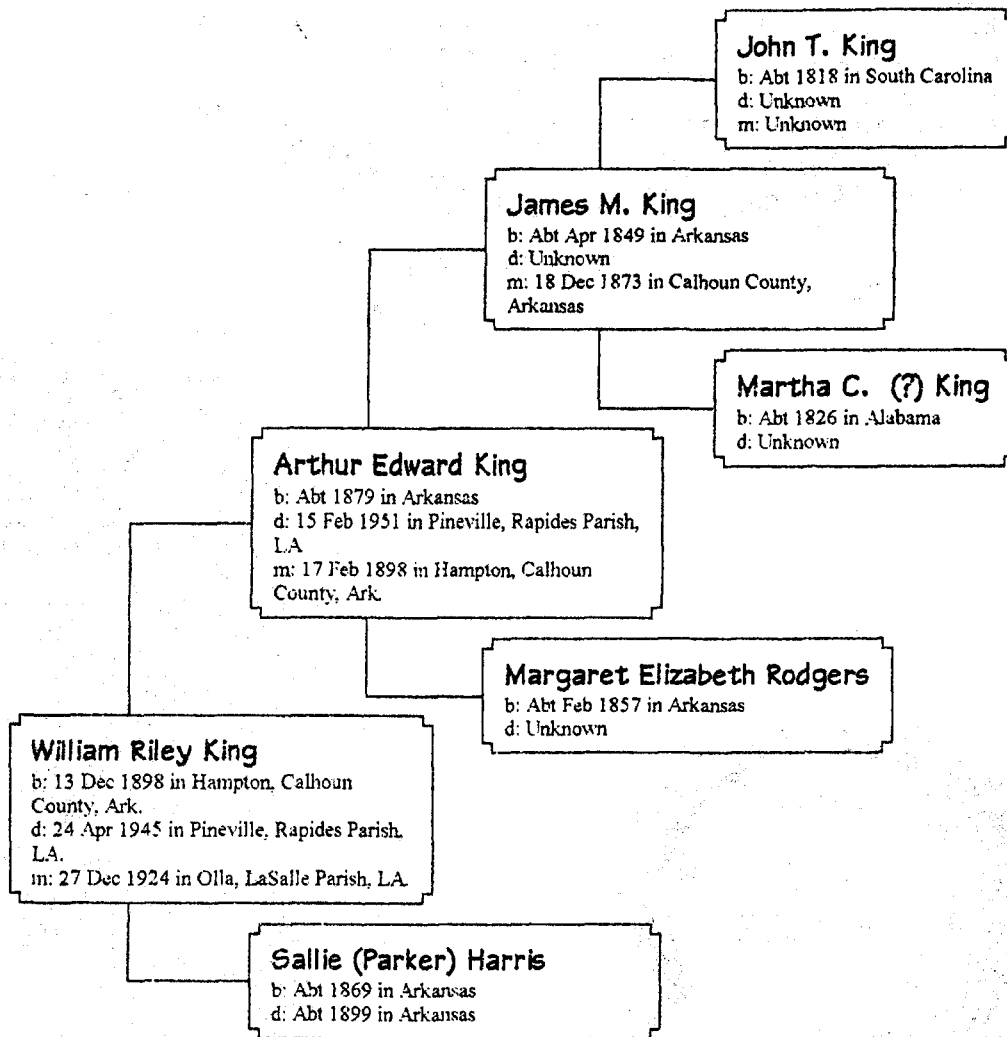 John T. King
b: Abt 1818 in South Carolina
d: Unknown
m: Unknown
James M. King
b: Abt Apr 1849 in Arkansas
d: Unknown
m: 18 Dec 1873 in Calhoun County,
Arkansas
Martha C. (?) King
b: Abt 1826 in Alabama
d: Unknown
Arthur Edward King
b: Abt 1879 in Arkansas
d: 15 Feb 1951 in Pineville, Rapides Parish,
LA
m: 17 Feb 1898 in Hampton, Calhoun
County, Ark.
Margaret Elizabeth Rodgers
b: Abt Feb 1857 in Arkansas
d: Unknown
William Riley King
b: 13 Dec 1898 in Hampton, Calhoun
County, Ark.
d: 24 Apr 1945 in Pineville, Rapides Parish,
LA.
m: 27 Dec 1924 in Olla, LaSalle Parish, LA.
Sallie (Parker) Harris
b: Abt 1869 in Arkansas
d: Abt 1899 in Arkansas